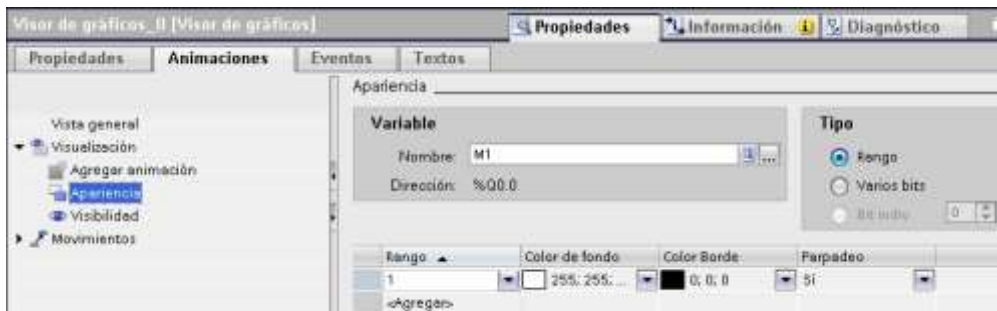 Visor de gráficos_II [Visor de gráficos]
Propiedades Información Diagnóstico
Propiedades Animaciones Eventos Textos
Apariencia
Vista general
Visualización
Agregar animación
Apariencia
Visibilidad
Movimientos
Variable
Nombre: M1 ...
Dirección: %Q0.0
Tipo
Rango
Varios bits
0
Rango Color de fondo Color Borde Parpadeo
1 255; 255; ... 0; 0; 0 Sí
<Agregar>